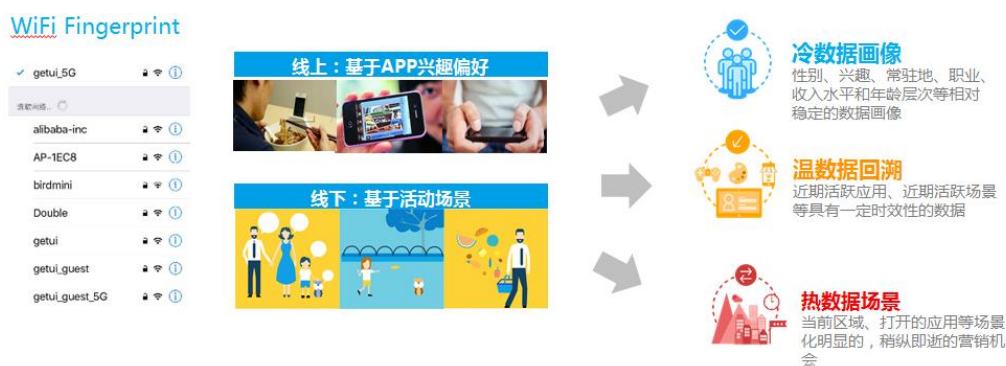 WiFi Fingerprint
getui_5G
选取网络...
alibaba-inc
AP-1EC8
birdmini
Double
getui
getui_guest
getui_guest_5G
线上：基于APP兴趣偏好
线下：基于活动场景
冷数据画像
性别、兴趣、常驻地、职业、
收入水平和年龄层次等相对
稳定的数据画像
温数据回溯
近期活跃应用、近期活跃场景
等具有一定时效性的数据
热数据场景
当前区域、打开的应用等场景
化明显的，稍纵即逝的营销机
会